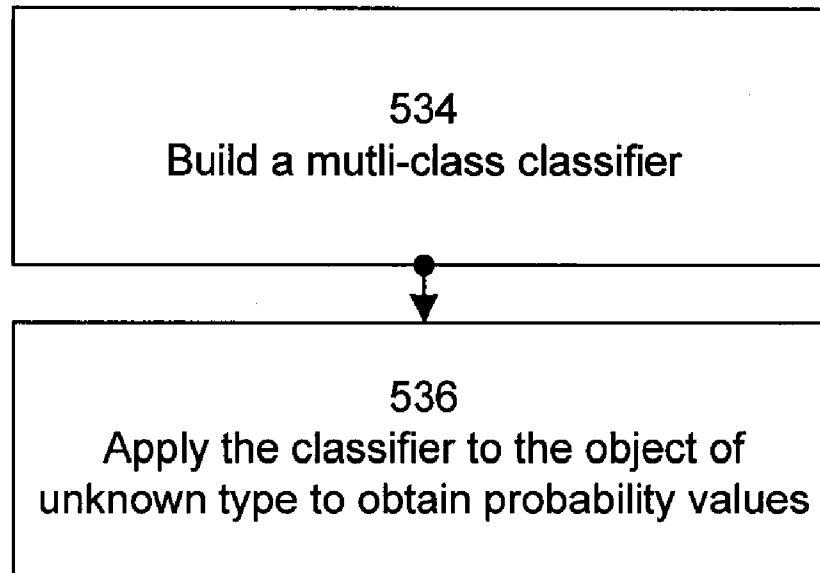 534
Build a mutli-class classifier
536
Apply the classifier to the object of
unknown type to obtain probability values